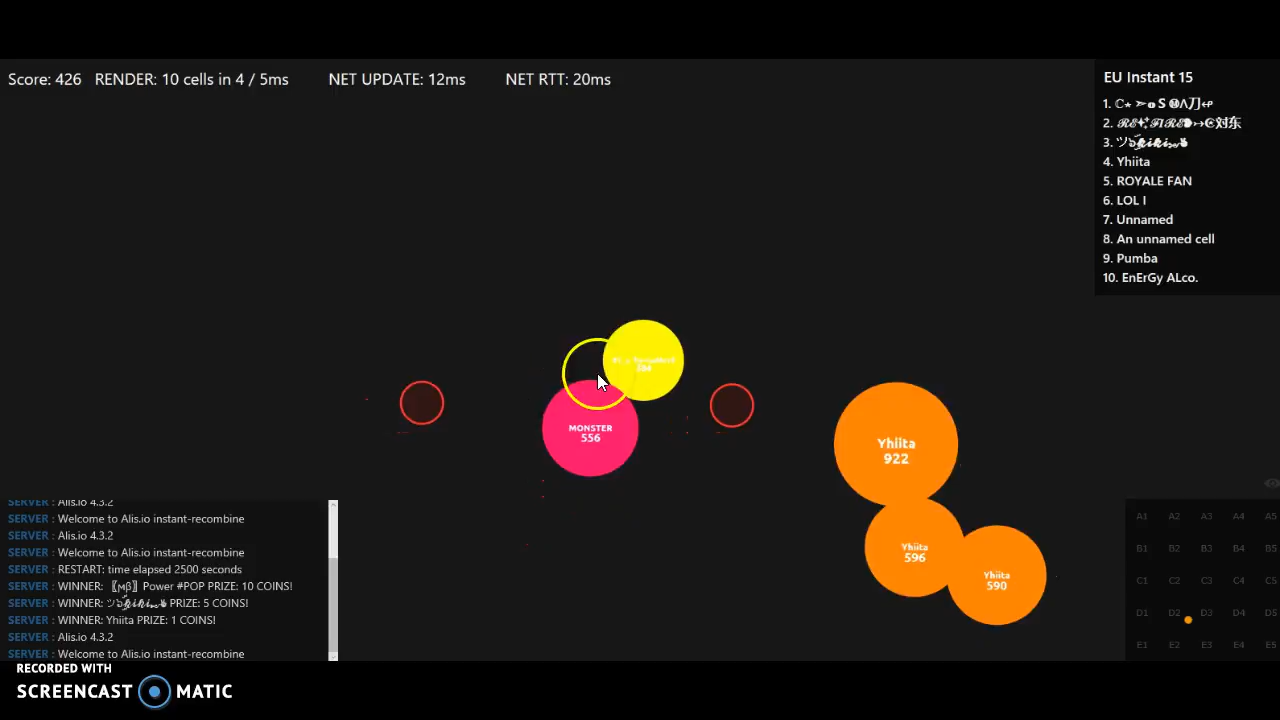 Score: 426 RENDER: 10 cells in 4 / 5ms NET UPDATE: 12ms NET RTT: 20ms
EU Instant 15
1.
2.
3.
4. Yhiita
5. ROYALE FAN
6. LOL I
7. Unnamed
8. An unnamed cell
9. Pumba
10. EnErGy ALco.
MONSTER
556
Yhiita
922
Yhiita
596
Yhiita
590
SERVER : Alis.io 4.3.2
SERVER : Welcome to Alis.io instant-recombine
SERVER : Alis.io 4.3.2
SERVER : Welcome to Alis.io instant-recombine
SERVER : RESTART: time elapsed 2500 seconds
SERVER : WINNER: 〖ϻβ〗Power #POP PRIZE: 10 COINS!
SERVER : WINNER: PRIZE: 5 COINS!
SERVER : WINNER: Yhiita PRIZE: 1 COINS!
SERVER : Alis.io 4.3.2
SERVER : Welcome to Alis.io instant-recombine
A1 A2 A3 A4 A5
B1 B2 B3 B4 B5
C1 C2 C3 C4 C5
D1 D2 D3 D4 D5
E1 E2 E3 E4 E5
RECORDED WITH
SCREENCAST MATIC